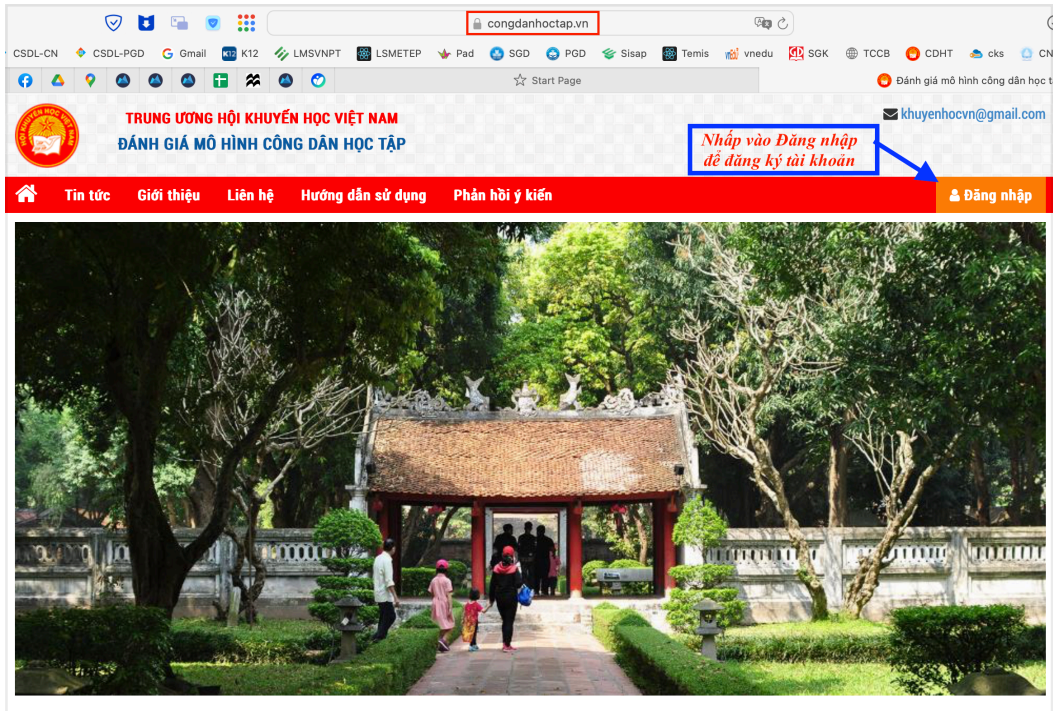 congdanhoctap.vn
CSDL-CN CSDL-PGD Gmail K12 K12 LMSVNPT LSMETEP Pad SGD PGD Sisap Temis vnedu SGK TCCB CDHT cks CN
Start Page Đánh giá mô hình công dân học t
TRUNG ƯƠNG HỘI KHUYẾN HỌC VIỆT NAM
ĐÁNH GIÁ MÔ HÌNH CÔNG DÂN HỌC TẬP
khuyenhocvn@gmail.com
Nhấp vào Đăng nhập
để đăng ký tài khoản
Tin tức Giới thiệu Liên hệ Hướng dẫn sử dụng Phản hồi ý kiến Đăng nhập